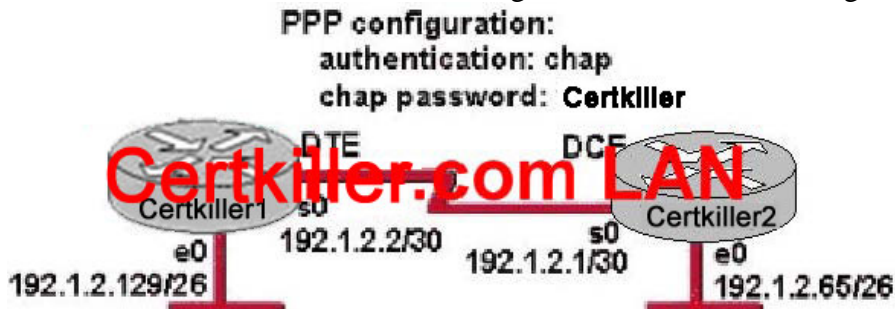 PPP configuration:
authentication: chap
chap password: Certkiller
DTE
DCE
Certkiller.com LAN
Certkiller1
Certkiller2
s0
192.1.2.2/30
s0
192.1.2.1/30
e0
192.1.2.129/26
e0
192.1.2.65/26